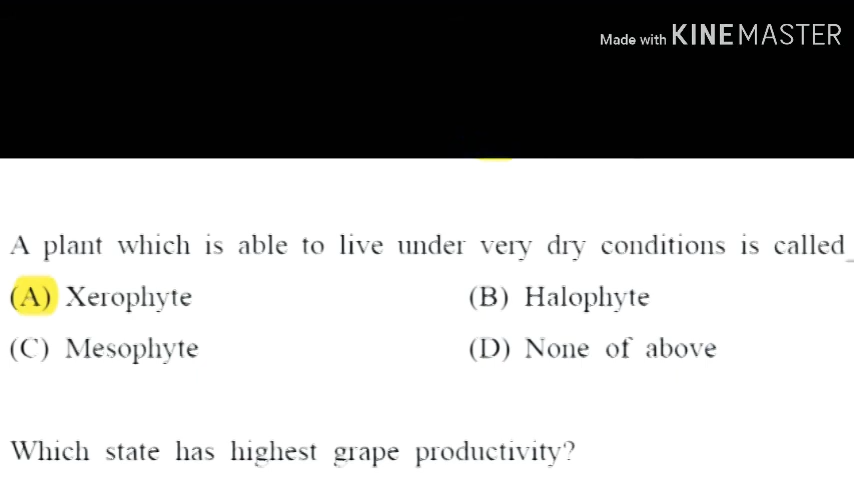 Made with KINEMASTER
A plant which is able to live under very dry conditions is called_
(A) Xerophyte (B) Halophyte
(C) Mesophyte (D) None of above
Which state has highest grape productivity?